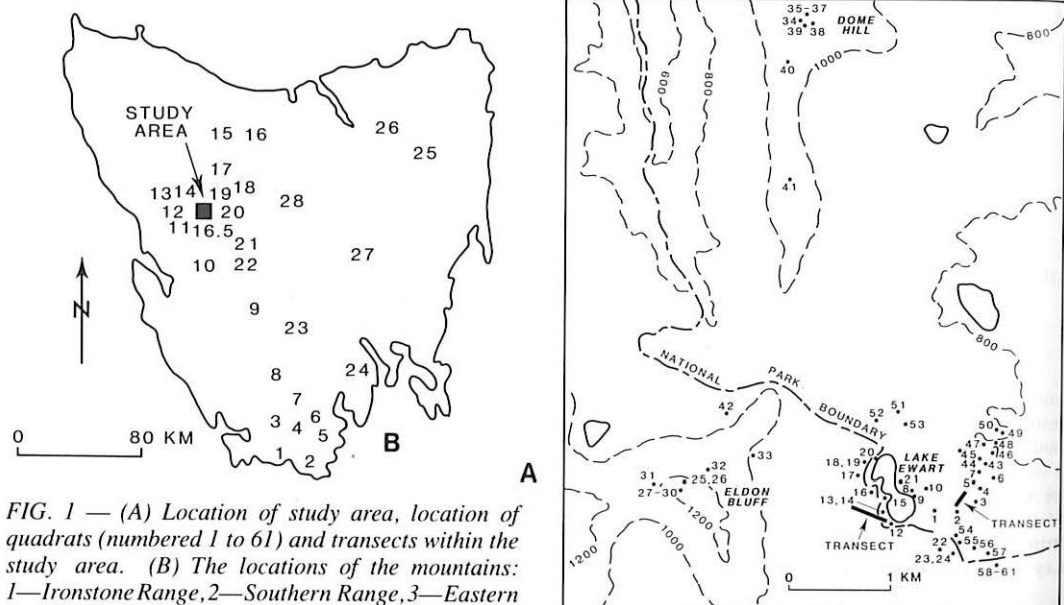 STUDY
AREA
15 16
26
25
17
13 14 19 18
12 20
28
11 16.5
21
10 22
27
N
9
23
8
24
7
3 4 6
5
1 2
B
A
0 80 KM
FIG. 1 — (A) Location of study area, location of
quadrats (numbered 1 to 61) and transects within the
study area. (B) The locations of the mountains:
1—Ironstone Range, 2—Southern Range, 3—Eastern
35-37
34
39 38
DOME
HILL
1000
40
600
800
800
800
41
800
NATIONAL PARK BOUNDARY
42
52 51
53
50 49
47 48
45 46
44 43
7 6
5 4
3
33
32
31
25,26
27-30
ELDON
BLUFF
1200
1000
1200
20
18,19
17
16
13,14
LAKE
EWART
21
8 10
9
15
12
1
2
TRANSECT
TRANSECT
54
22 55 56
23,24 57
58-61
0 1
KM